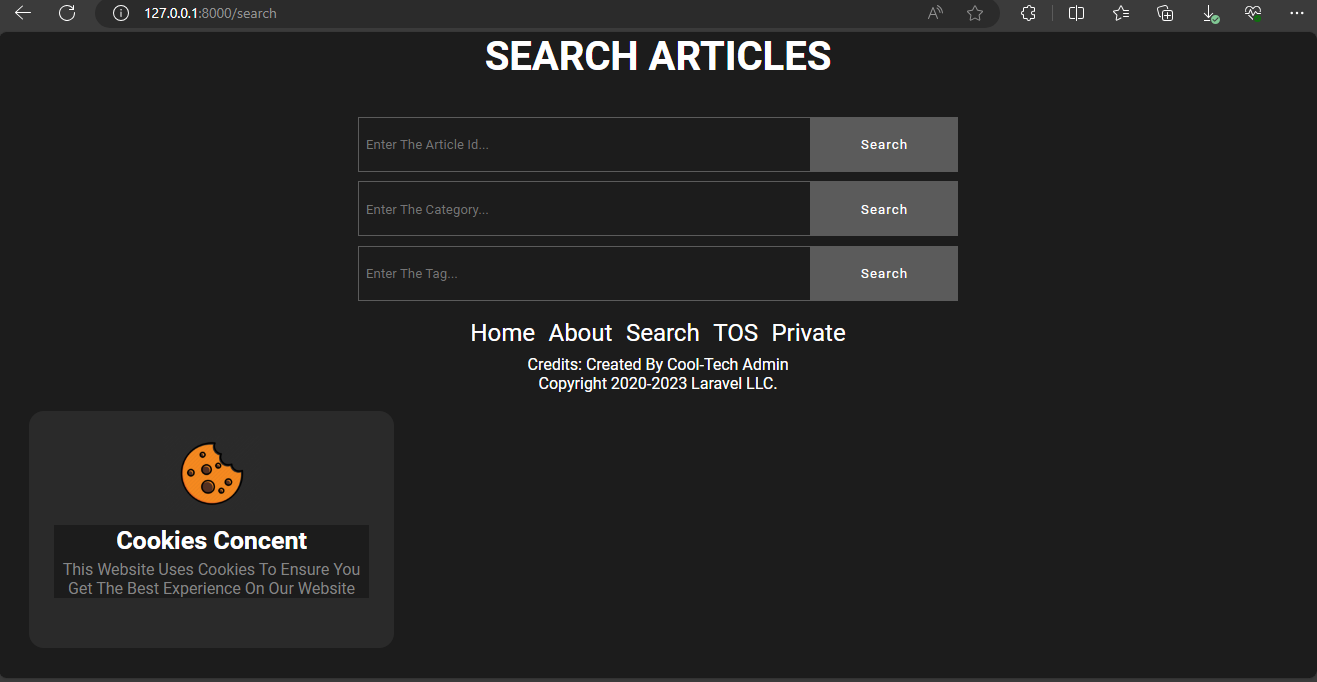 127.0.0.1:8000/search
SEARCH ARTICLES
Enter The Article Id...
Search
Enter The Category...
Search
Enter The Tag...
Search
Home About Search TOS Private
Credits: Created By Cool-Tech Admin
Copyright 2020-2023 Laravel LLC.
Cookies Concent
This Website Uses Cookies To Ensure You
Get The Best Experience On Our Website